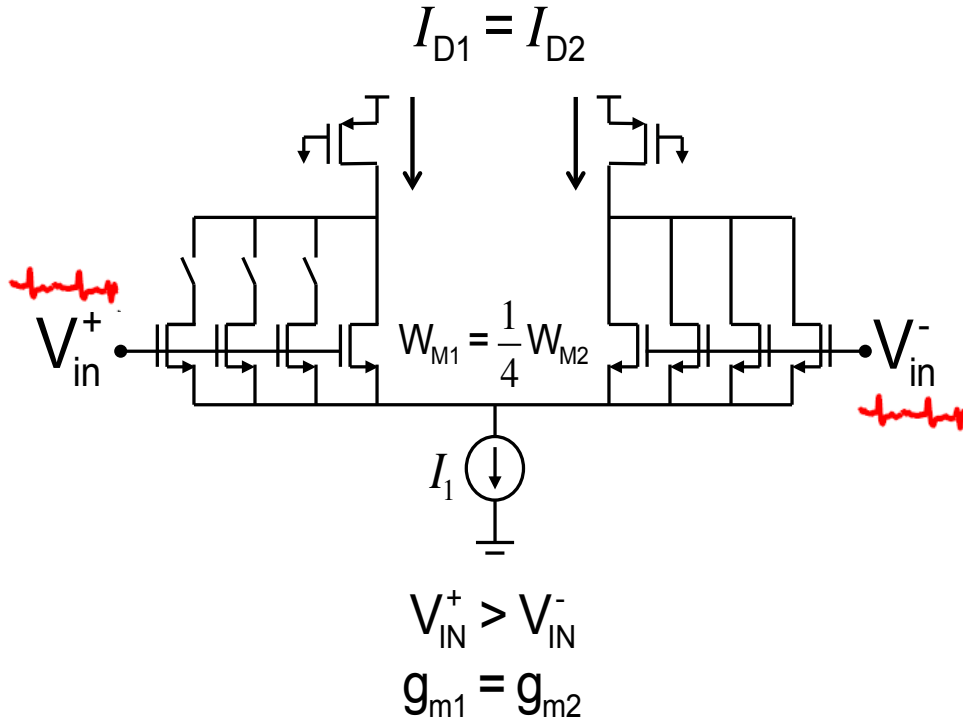 I_D1 = I_D2
V_in^+
W_M1 = 1/4 W_M2
V_in^-
I_1
V_IN^+ > V_IN^-
g_m1 = g_m2